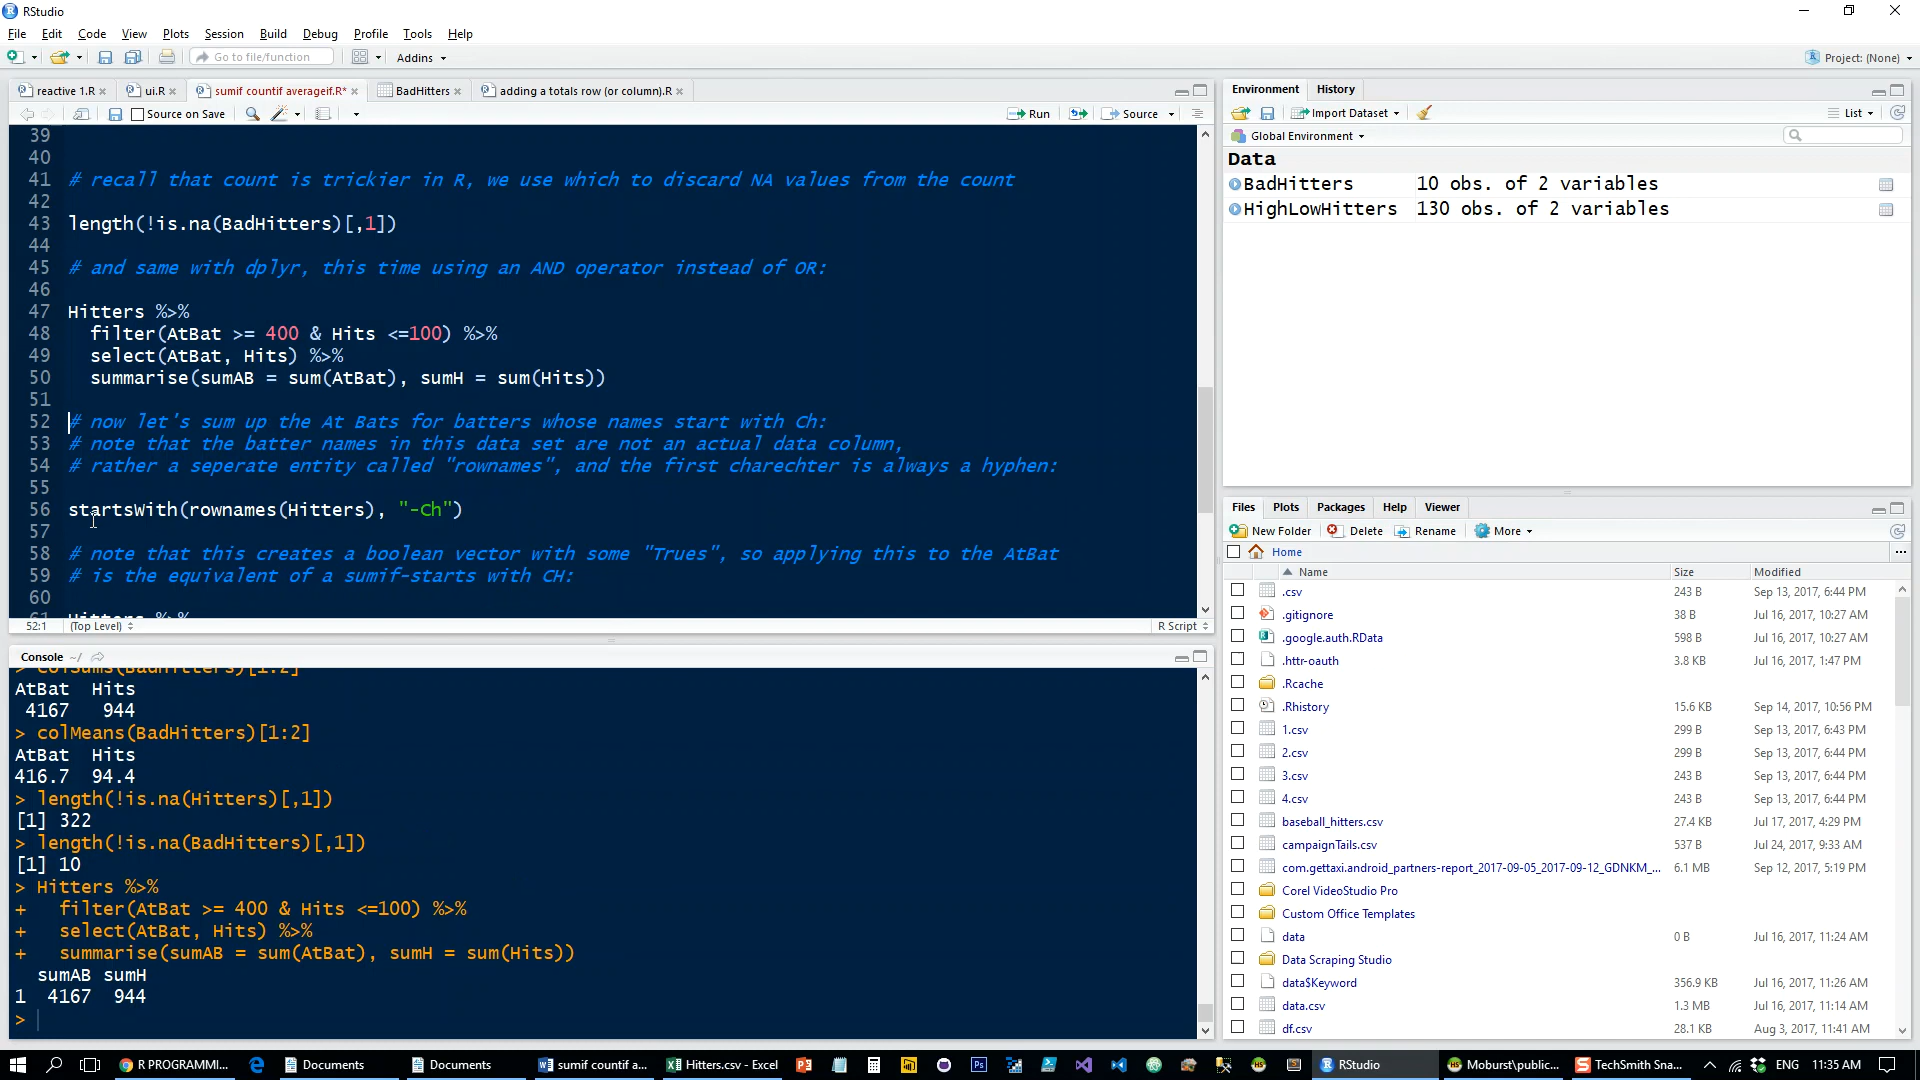 RStudio
File Edit Code View Plots Session Build Debug Profile Tools Help
Go to file/function Addins Project: (None)
reactive 1.R ui.R sumif countif averageif.R* BadHitters adding a totals row (or column).R
Source on Save Run Source
39
40
41 # recall that count is trickier in R, we use which to discard NA values from the count
42
43 length(!is.na(BadHitters)[,1])
44
45 # and same with dplyr, this time using an AND operator instead of OR:
46
47 Hitters %>%
48 filter(AtBat >= 400 & Hits <=100) %>%
49 select(AtBat, Hits) %>%
50 summarise(sumAB = sum(AtBat), sumH = sum(Hits))
51
52 # now let's sum up the At Bats for batters whose names start with Ch:
53 # note that the batter names in this data set are not an actual data column,
54 # rather a seperate entity called "rownames", and the first charechter is always a hyphen:
55
56 startsWith(rownames(Hitters), "-Ch")
57
58 # note that this creates a boolean vector with some "Trues", so applying this to the AtBat
59 # is the equivalent of a sumif-starts with CH:
60
61 Hitters %>%
52:1 (Top Level) R Script
Console ~/
> colSums(BadHitters)[1:2]
AtBat Hits
4167 944
> colMeans(BadHitters)[1:2]
AtBat Hits
416.7 94.4
> length(!is.na(Hitters)[,1])
[1] 322
> length(!is.na(BadHitters)[,1])
[1] 10
> Hitters %>%
+ filter(AtBat >= 400 & Hits <=100) %>%
+ select(AtBat, Hits) %>%
+ summarise(sumAB = sum(AtBat), sumH = sum(Hits))
sumAB sumH
1 4167 944
>
Environment History
Import Dataset List
Global Environment
Data
BadHitters 10 obs. of 2 variables
HighLowHitters 130 obs. of 2 variables
Files Plots Packages Help Viewer
New Folder Delete Rename More
Home ...
Name Size Modified
.csv 243 B Sep 13, 2017, 6:44 PM
.gitignore 38 B Jul 16, 2017, 10:27 AM
.google.auth.RData 598 B Jul 16, 2017, 10:27 AM
.httr-oauth 3.8 KB Jul 16, 2017, 1:47 PM
.Rcache
.Rhistory 15.6 KB Sep 14, 2017, 10:56 PM
1.csv 299 B Sep 13, 2017, 6:43 PM
2.csv 299 B Sep 13, 2017, 6:44 PM
3.csv 243 B Sep 13, 2017, 6:44 PM
4.csv 243 B Sep 13, 2017, 6:44 PM
baseball_hitters.csv 27.4 KB Jul 17, 2017, 4:29 PM
campaignTails.csv 537 B Jul 24, 2017, 9:33 AM
com.gettaxi.android_partners-report_2017-09-05_2017-09-12_GDNKM_... 6.1 MB Sep 12, 2017, 5:19 PM
Corel VideoStudio Pro
Custom Office Templates
data 0 B Jul 16, 2017, 11:24 AM
Data Scraping Studio
data$Keyword 356.9 KB Jul 16, 2017, 11:26 AM
data.csv 1.3 MB Jul 16, 2017, 11:14 AM
df.csv 28.1 KB Aug 3, 2017, 11:41 AM
R PROGRAMMI... Documents Documents sumif countif a... Hitters.csv - Excel RStudio Moburst\public... TechSmith Sna... ENG 11:35 AM